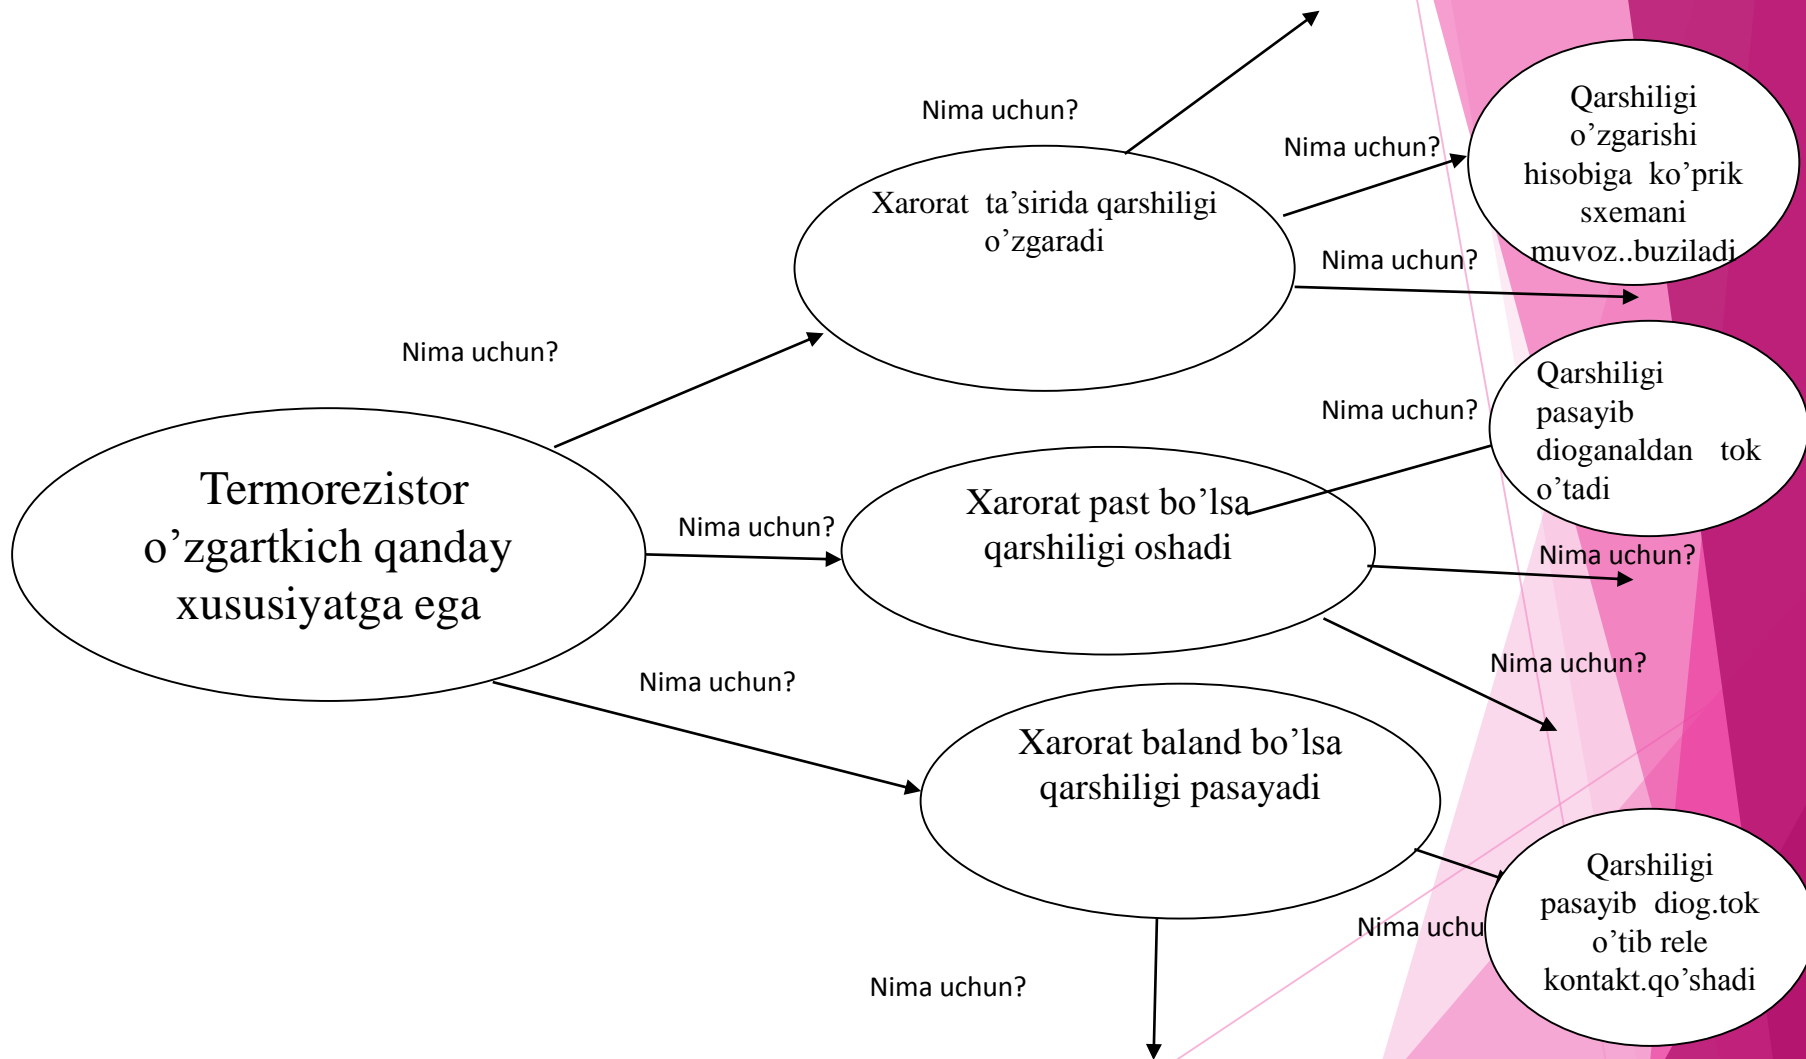 Nima uchun?
Qarshiligi
o’zgarishi
hisobiga ko’prik
sxemani
muvoz..buziladi
Nima uchun?
Xarorat ta’sirida qarshiligi
o’zgaradi
Nima uchun?
Nima uchun?
Nima uchun?
Qarshiligi
pasayib
dioganaldan tok
o’tadi
Termorezistor
o’zgartkich qanday
xususiyatga ega
Nima uchun?
Xarorat past bo’lsa
qarshiligi oshadi
Nima uchun?
Nima uchun?
Nima uchun?
Xarorat baland bo’lsa
qarshiligi pasayadi
Qarshiligi
pasayib diog.tok
o’tib rele
kontakt.qo’shadi
Nima uchu
Nima uchun?